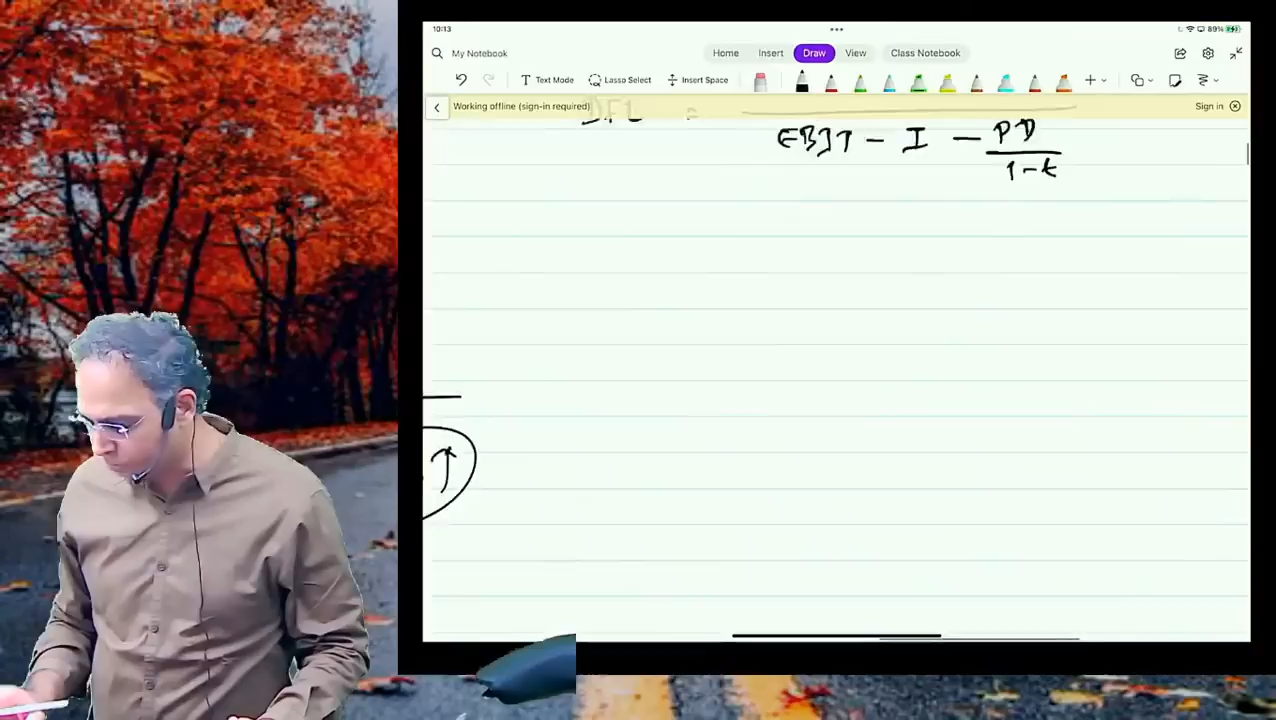 10:13
89%
My Notebook
Home Insert Draw View Class Notebook
Text Mode Lasso Select Insert Space
Working offline (sign-in required) Sign in
DFL =
EBIT - I - PD
1-t
↑